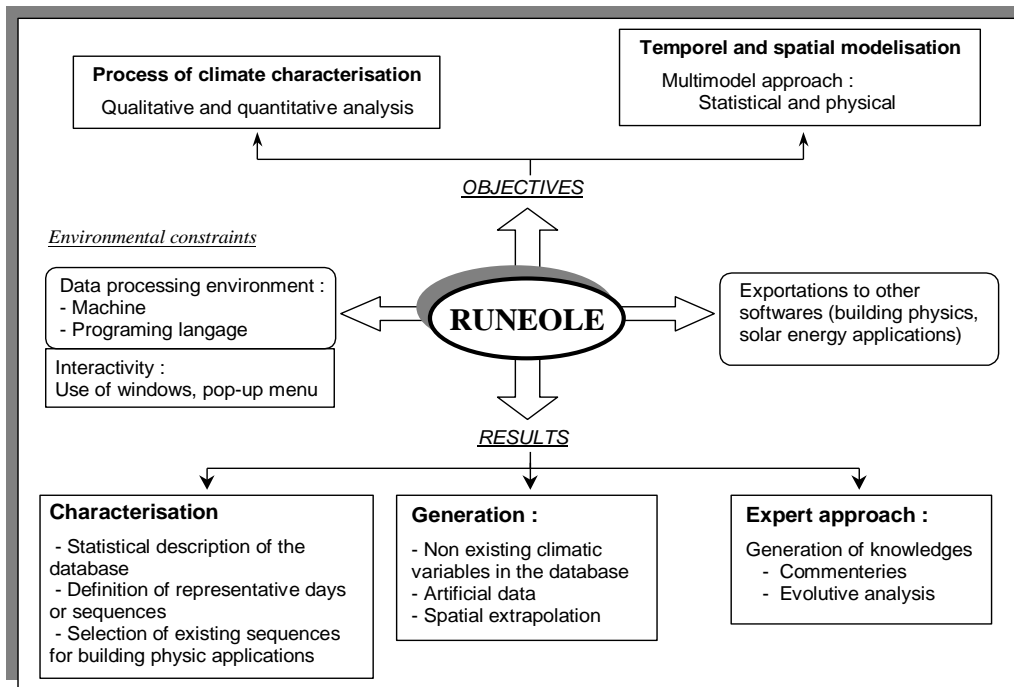 Process of climate characterisation
Qualitative and quantitative analysis
Temporel and spatial modelisation
Multimodel approach :
Statistical and physical
OBJECTIVES
Environmental constraints
Data processing environment :
- Machine
- Programing langage
Interactivity :
Use of windows, pop-up menu
RUNEOLE
Exportations to other
softwares (building physics,
solar energy applications)
RESULTS
Characterisation
- Statistical description of the
database
- Definition of representative days
or sequences
- Selection of existing sequences
for building physic applications
Generation :
- Non existing climatic
variables in the database
- Artificial data
- Spatial extrapolation
Expert approach :
Generation of knowledges
- Commenteries
- Evolutive analysis